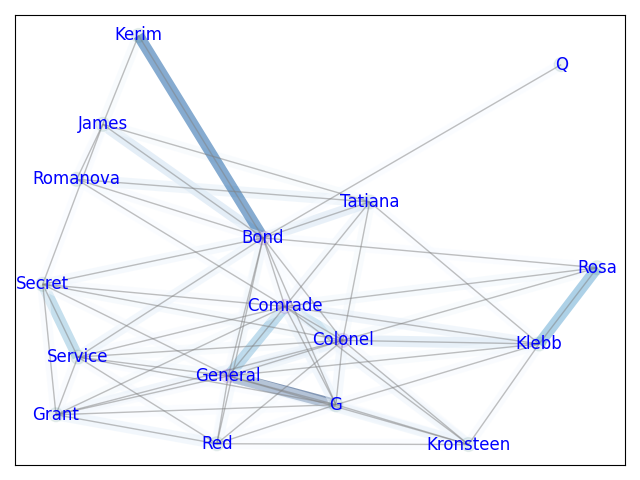 Kerim
Q
James
Romanova
Tatiana
Bond
Rosa
Secret
Comrade
Colonel
Klebb
Service
General
G
Grant
Red
Kronsteen